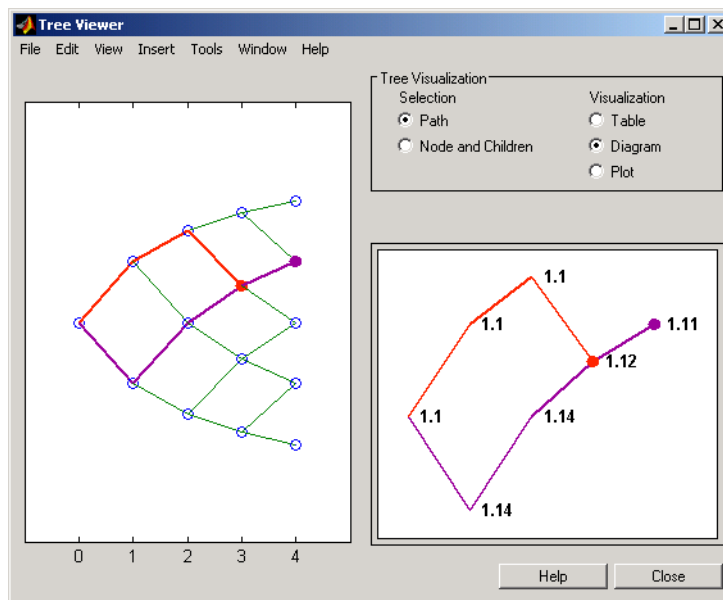 Tree Viewer
File Edit View Insert Tools Window Help
Tree Visualization
Selection Visualization
Path Table
Node and Children Diagram
Plot
1.1
1.1
1.11
1.12
1.1 1.14
1.14
0 1 2 3 4
Help Close